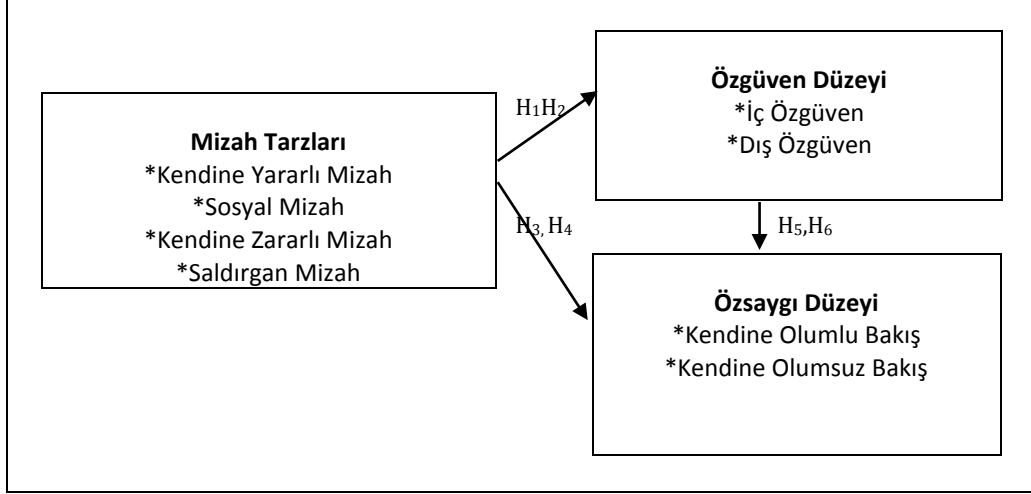 Mizah Tarzları
*Kendine Yararlı Mizah
*Sosyal Mizah
*Kendine Zararlı Mizah
*Saldırgan Mizah
H₁H₂
H₃, H₄
Özgüven Düzeyi
*İç Özgüven
*Dış Özgüven
H₅,H₆
Özsaygı Düzeyi
*Kendine Olumlu Bakış
*Kendine Olumsuz Bakış